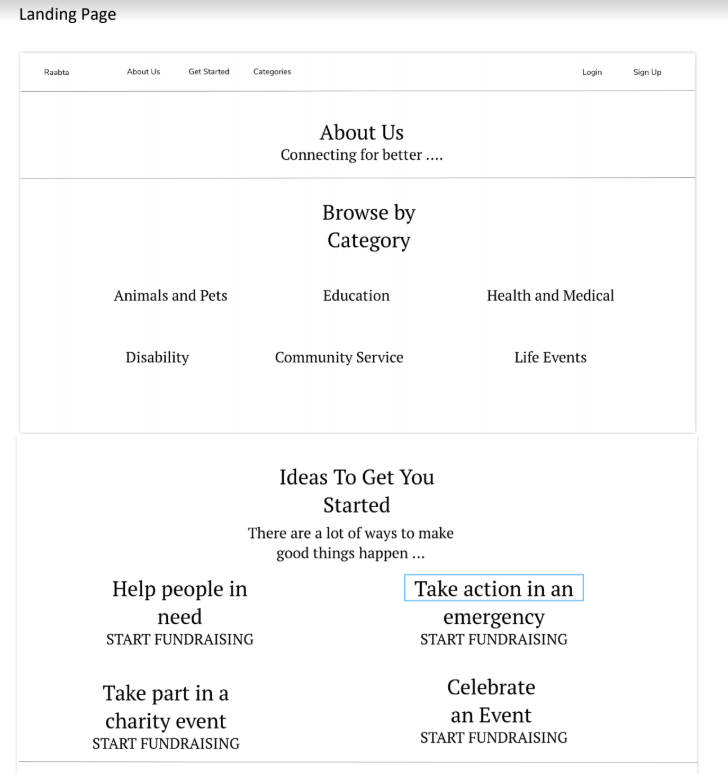 Landing Page
Raabta About Us Get Started Categories Login Sign Up
About Us
Connecting for better ....
Browse by
Category
Animals and Pets Education Health and Medical
Disability Community Service Life Events
Ideas To Get You
Started
There are a lot of ways to make
good things happen ...
Help people in
need
START FUNDRAISING
Take action in an
emergency
START FUNDRAISING
Take part in a
charity event
START FUNDRAISING
Celebrate
an Event
START FUNDRAISING